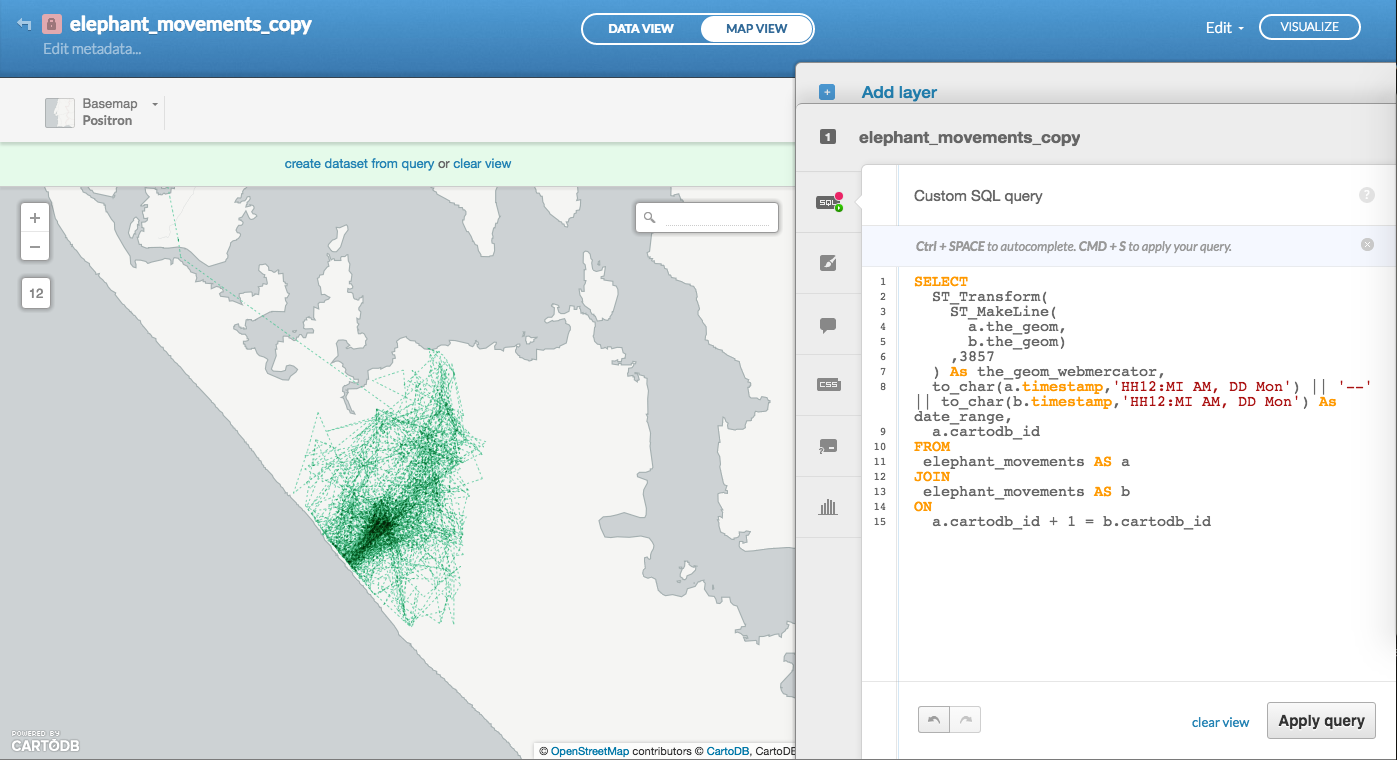 elephant_movements_copy
Edit metadata...
DATA VIEW
MAP VIEW
Edit
VISUALIZE
Basemap
Positron
create dataset from query or clear view
+
−
12
POWERED BY
CARTODB
© OpenStreetMap contributors © CartoDB, CartoDB
+
Add layer
1
elephant_movements_copy
SQL
CSS
Custom SQL query
?
Ctrl + SPACE to autocomplete. CMD + S to apply your query.
1 SELECT
2 ST_Transform(
3 ST_MakeLine(
4 a.the_geom,
5 b.the_geom)
6 ,3857
7 ) As the_geom_webmercator,
8 to_char(a.timestamp,'HH12:MI AM, DD Mon') || '--'
|| to_char(b.timestamp,'HH12:MI AM, DD Mon') As
date_range,
9 a.cartodb_id
10 FROM
11 elephant_movements AS a
12 JOIN
13 elephant_movements AS b
14 ON
15 a.cartodb_id + 1 = b.cartodb_id
clear view
Apply query